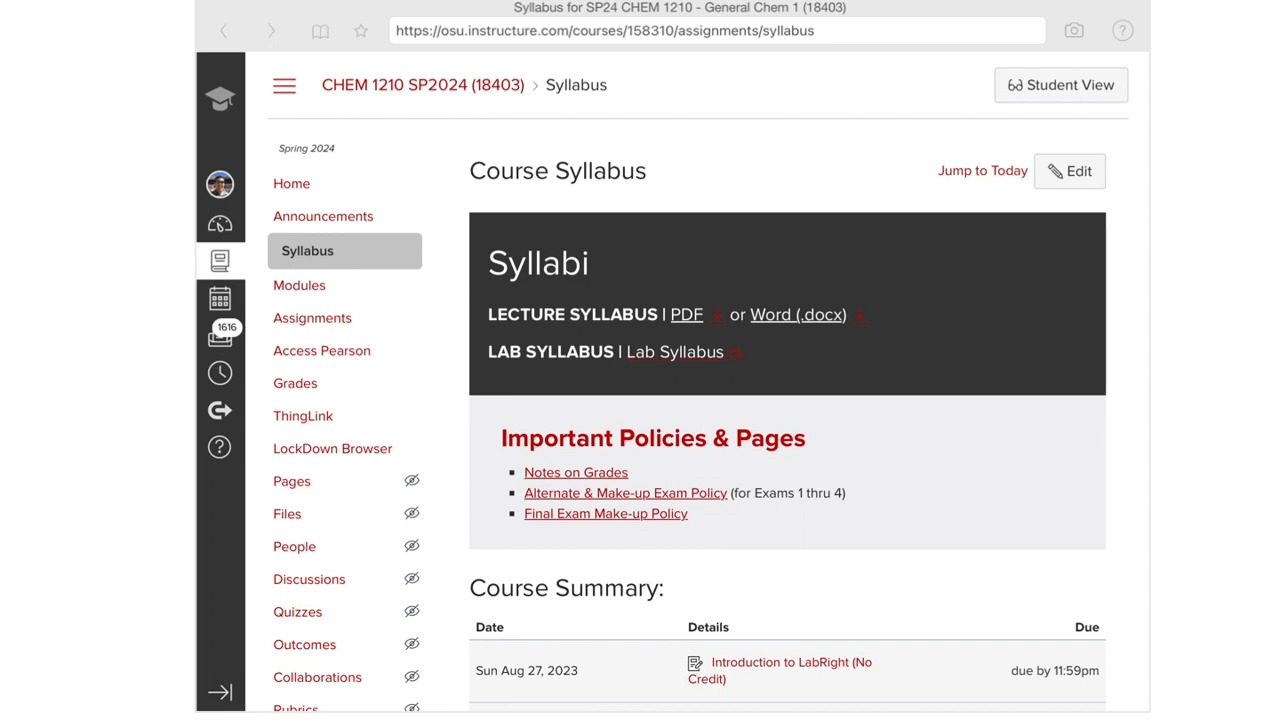 Syllabus for SP24 CHEM 1210 - General Chem 1 (18403)
https://osu.instructure.com/courses/158310/assignments/syllabus
CHEM 1210 SP2024 (18403) › Syllabus
Student View
Spring 2024
Home
Announcements
Syllabus
Modules
Assignments
Access Pearson
Grades
ThingLink
LockDown Browser
Pages
Files
People
Discussions
Quizzes
Outcomes
Collaborations
Rubrics
1616
Course Syllabus
Jump to Today
Edit
Syllabi
LECTURE SYLLABUS | PDF or Word (.docx)
LAB SYLLABUS | Lab Syllabus
Important Policies & Pages
Notes on Grades
Alternate & Make-up Exam Policy (for Exams 1 thru 4)
Final Exam Make-up Policy
Course Summary:
Date Details Due
Sun Aug 27, 2023 Introduction to LabRight (No due by 11:59pm
Credit)